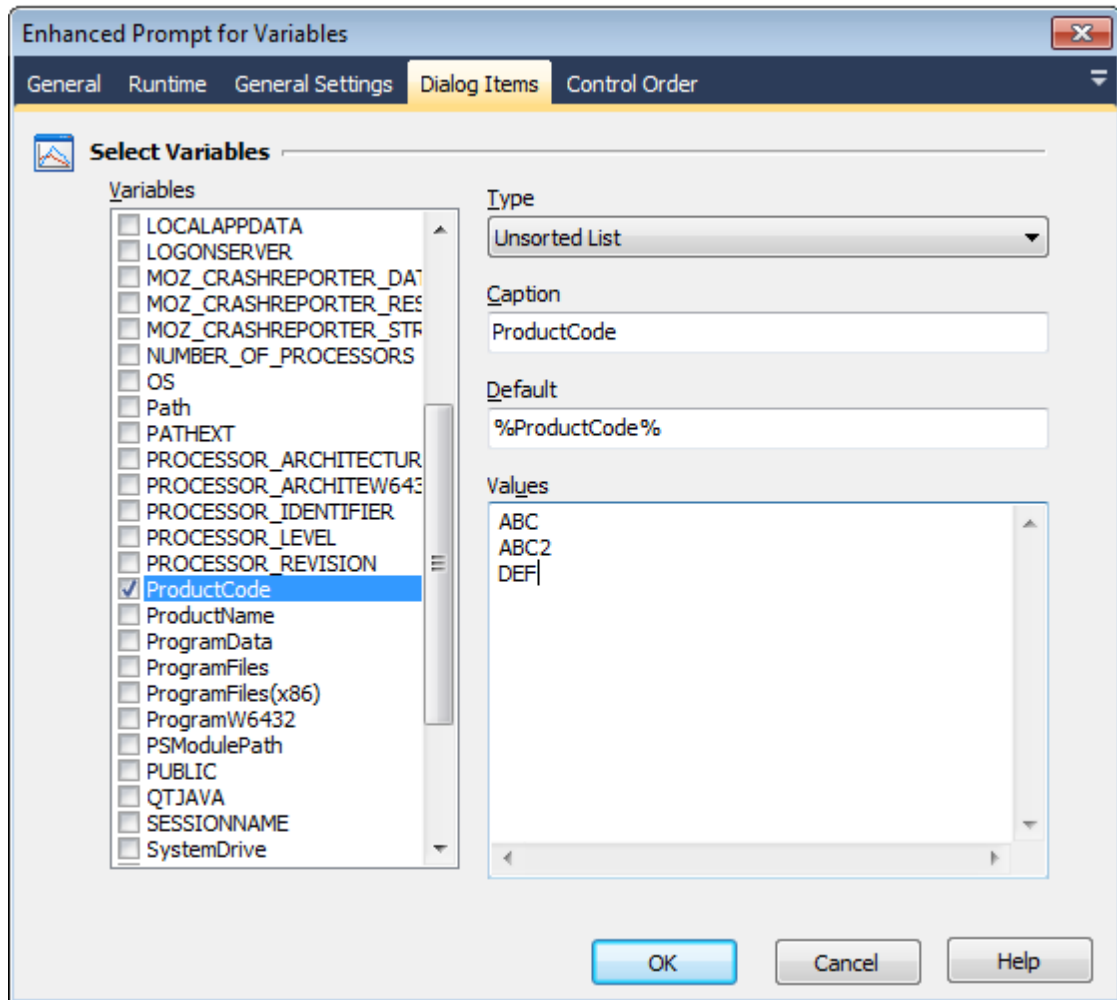 Enhanced Prompt for Variables
General Runtime General Settings Dialog Items Control Order
Select Variables
Variables
LOCALAPPDATA
LOGONSERVER
MOZ_CRASHREPORTER_DAT
MOZ_CRASHREPORTER_RES
MOZ_CRASHREPORTER_STR
NUMBER_OF_PROCESSORS
OS
Path
PATHEXT
PROCESSOR_ARCHITECTUR
PROCESSOR_ARCHITEW643
PROCESSOR_IDENTIFIER
PROCESSOR_LEVEL
PROCESSOR_REVISION
ProductCode
ProductName
ProgramData
ProgramFiles
ProgramFiles(x86)
ProgramW6432
PSModulePath
PUBLIC
QTJAVA
SESSIONNAME
SystemDrive
Type
Unsorted List
Caption
ProductCode
Default
%ProductCode%
Values
ABC
ABC2
DEF
OK Cancel Help